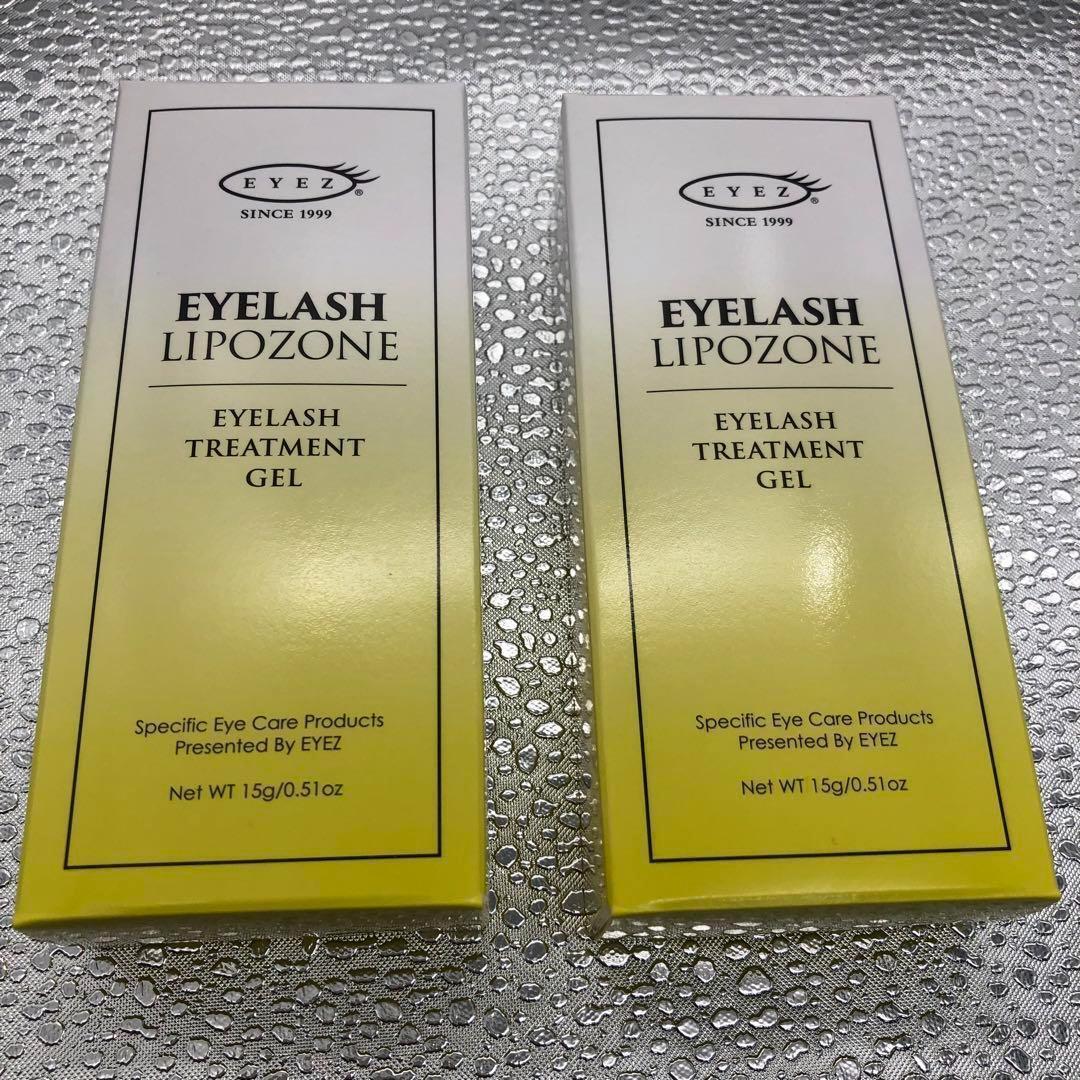 EYEZ®
SINCE 1999
EYELASH
LIPOZONE
EYELASH
TREATMENT
GEL
Specific Eye Care Products
Presented By EYEZ
Net WT 15g/0.51oz
EYEZ®
SINCE 1999
EYELASH
LIPOZONE
EYELASH
TREATMENT
GEL
Specific Eye Care Products
Presented By EYEZ
Net WT 15g/0.51oz